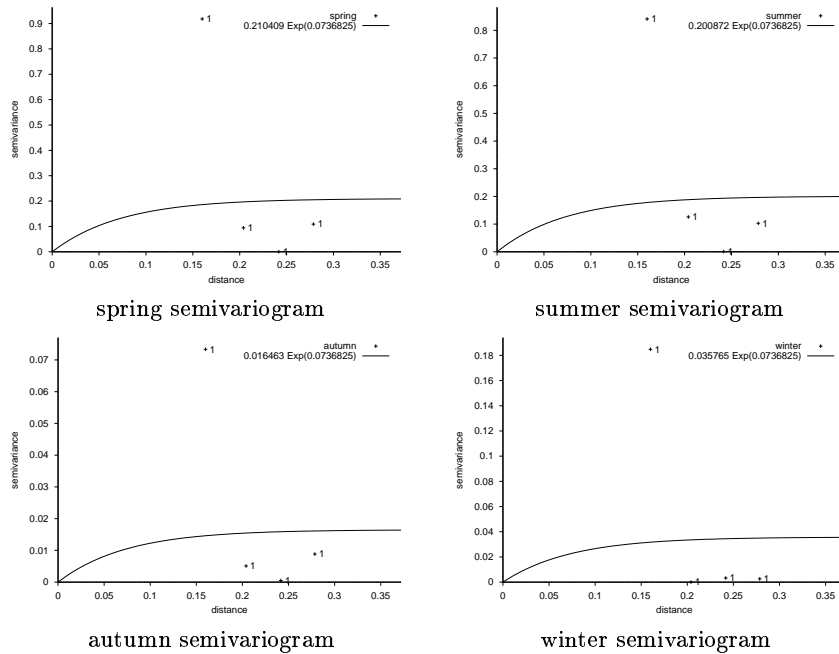 spring
0.210409 Exp(0.0736825)
0.9
0.8
0.7
0.6
0.5
0.4
0.3
0.2
0.1
0
semivariance
1
1
1
1
0 0.05 0.1 0.15 0.2 0.25 0.3 0.35
distance
spring semivariogram
summer
0.200872 Exp(0.0736825)
0.8
0.7
0.6
0.5
0.4
0.3
0.2
0.1
0
semivariance
1
1
1
1
0 0.05 0.1 0.15 0.2 0.25 0.3 0.35
distance
summer semivariogram
autumn
0.016463 Exp(0.0736825)
0.07
0.06
0.05
0.04
0.03
0.02
0.01
0
semivariance
1
1
1
1
0 0.05 0.1 0.15 0.2 0.25 0.3 0.35
distance
autumn semivariogram
winter
0.035765 Exp(0.0736825)
0.18
0.16
0.14
0.12
0.1
0.08
0.06
0.04
0.02
0
semivariance
1
1
1
1
0 0.05 0.1 0.15 0.2 0.25 0.3 0.35
distance
winter semivariogram